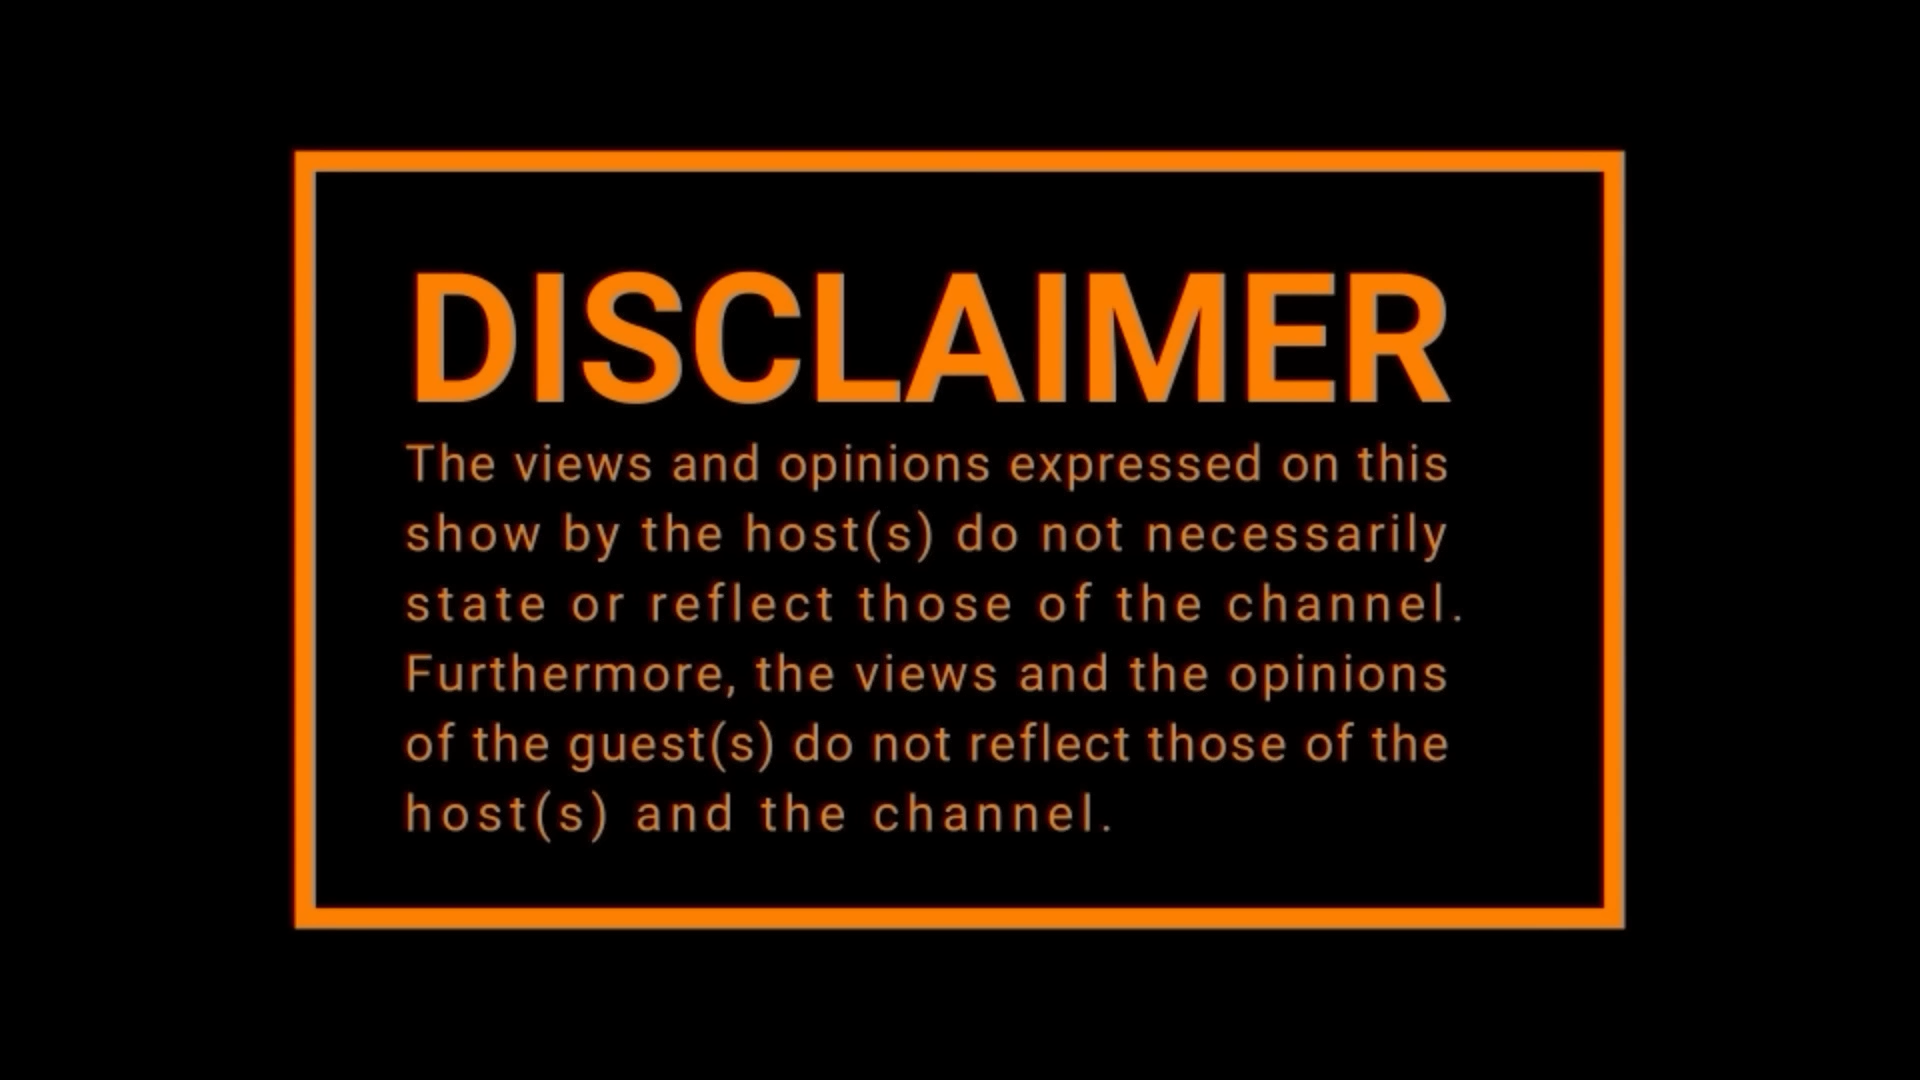 DISCLAIMER
The views and opinions expressed on this
show by the host(s) do not necessarily
state or reflect those of the channel.
Furthermore, the views and the opinions
of the guest(s) do not reflect those of the
host(s) and the channel.